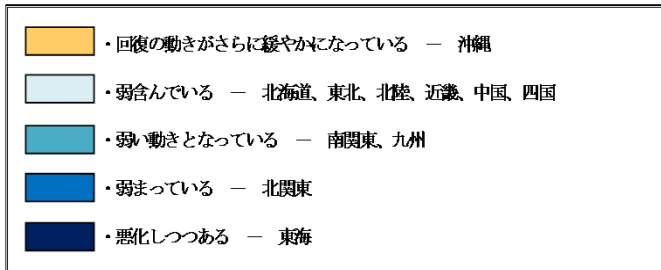 ・回復の動きがさらに緩やかになっている － 沖縄
・弱含んでいる － 北海道、東北、北陸、近畿、中国、四国
・弱い動きとなっている － 南関東、九州
・弱まっている － 北関東
・悪化しつつある － 東海